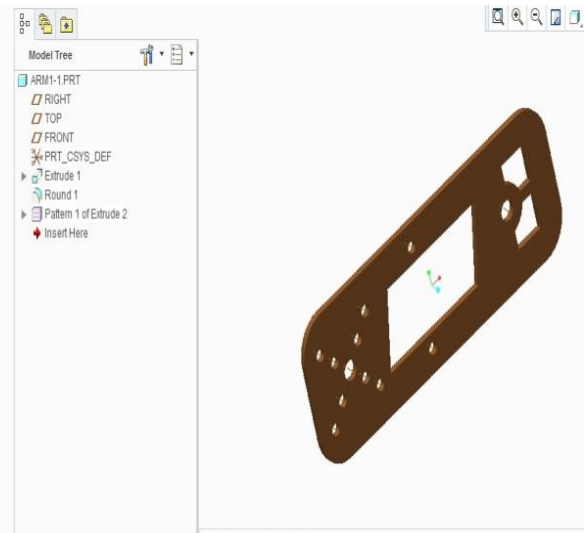 Model Tree
ARM1-1.PRT
RIGHT
TOP
FRONT
PRT_CSYS_DEF
Extrude 1
Round 1
Pattern 1 of Extrude 2
Insert Here